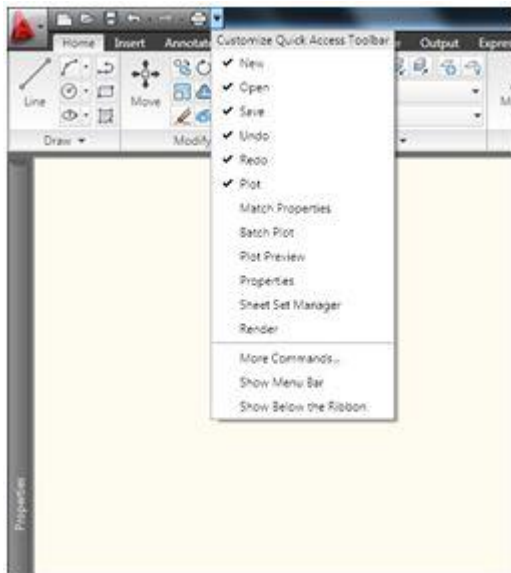 Home Insert Annotat Output Expres
Customize Quick Access Toolbar
New
Open
Save
Undo
Redo
Plot
Match Properties
Batch Plot
Plot Preview
Properties
Sheet Set Manager
Render
More Commands...
Show Menu Bar
Show Below the Ribbon
Line
Move
Draw
Modify
Properties